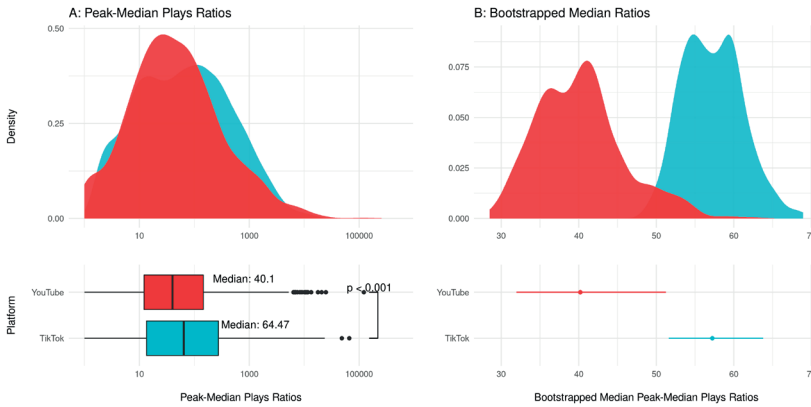 A: Peak-Median Plays Ratios
B: Bootstrapped Median Ratios
Density
0.50
0.25
0.00
10
1000
100000
0.075
0.050
0.025
0.000
30
40
50
60
Platform
YouTube
TikTok
Median: 40.1
p < 0.001
Median: 64.47
10
1000
100000
Peak-Median Plays Ratios
YouTube
TikTok
30
40
50
60
Bootstrapped Median Peak-Median Plays Ratios